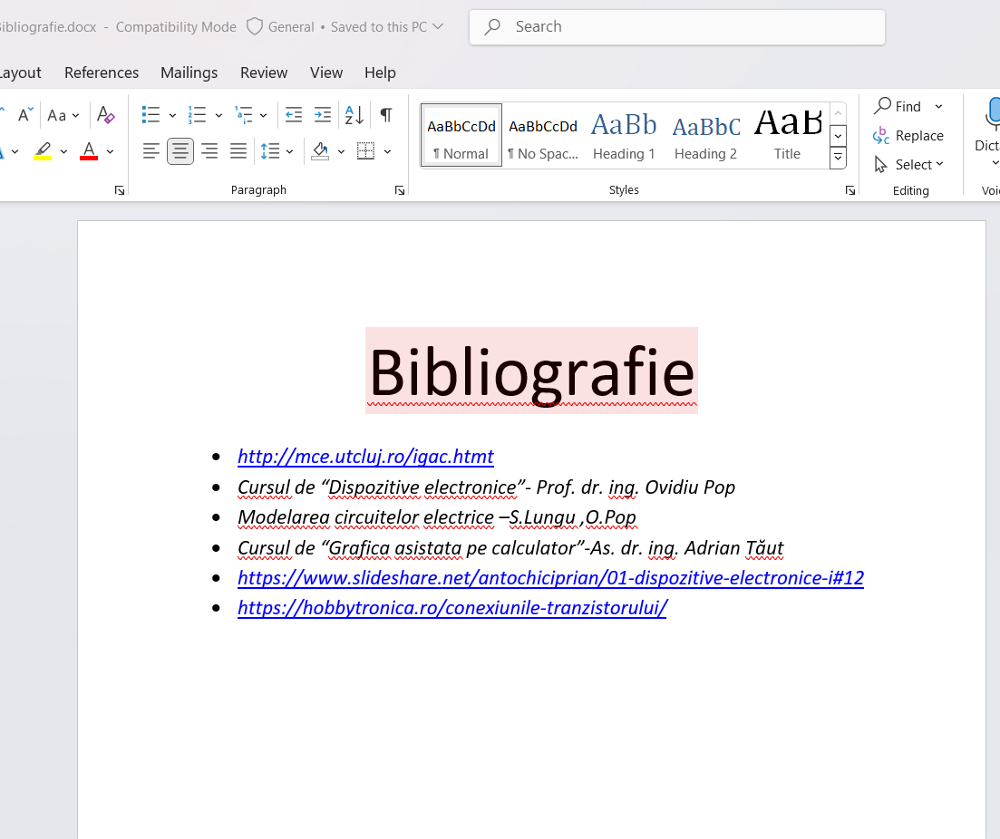 ibliografie.docx - Compatibility Mode General • Saved to this PC Search
Layout References Mailings Review View Help
Aa
AaBbCcDd AaBbCcDd AaBb AaBbC AaB
¶ Normal ¶ No Spac... Heading 1 Heading 2 Title
Find
Replace
Select
Dicta
Paragraph Styles Editing Voi
Bibliografie
• http://mce.utcluj.ro/igac.htmt
• Cursul de “Dispozitive electronice”- Prof. dr. ing. Ovidiu Pop
• Modelarea circuitelor electrice –S.Lungu ,O.Pop
• Cursul de “Grafica asistata pe calculator”-As. dr. ing. Adrian Tăut
• https://www.slideshare.net/antochiciprian/01-dispozitive-electronice-i#12
• https://hobbytronica.ro/conexiunile-tranzistorului/